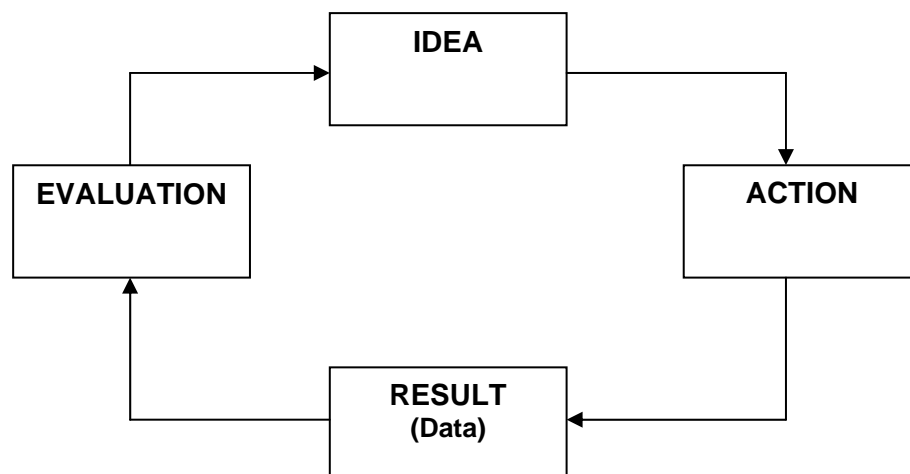 IDEA
EVALUATION
ACTION
RESULT
(Data)